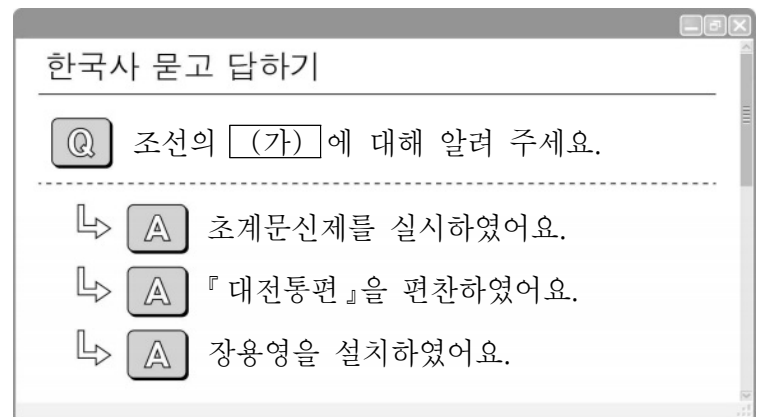 한국사 묻고 답하기
Q 조선의 (가) 에 대해 알려 주세요.
A 초계문신제를 실시하였어요.
A 『대전통편』을 편찬하였어요.
A 장용영을 설치하였어요.